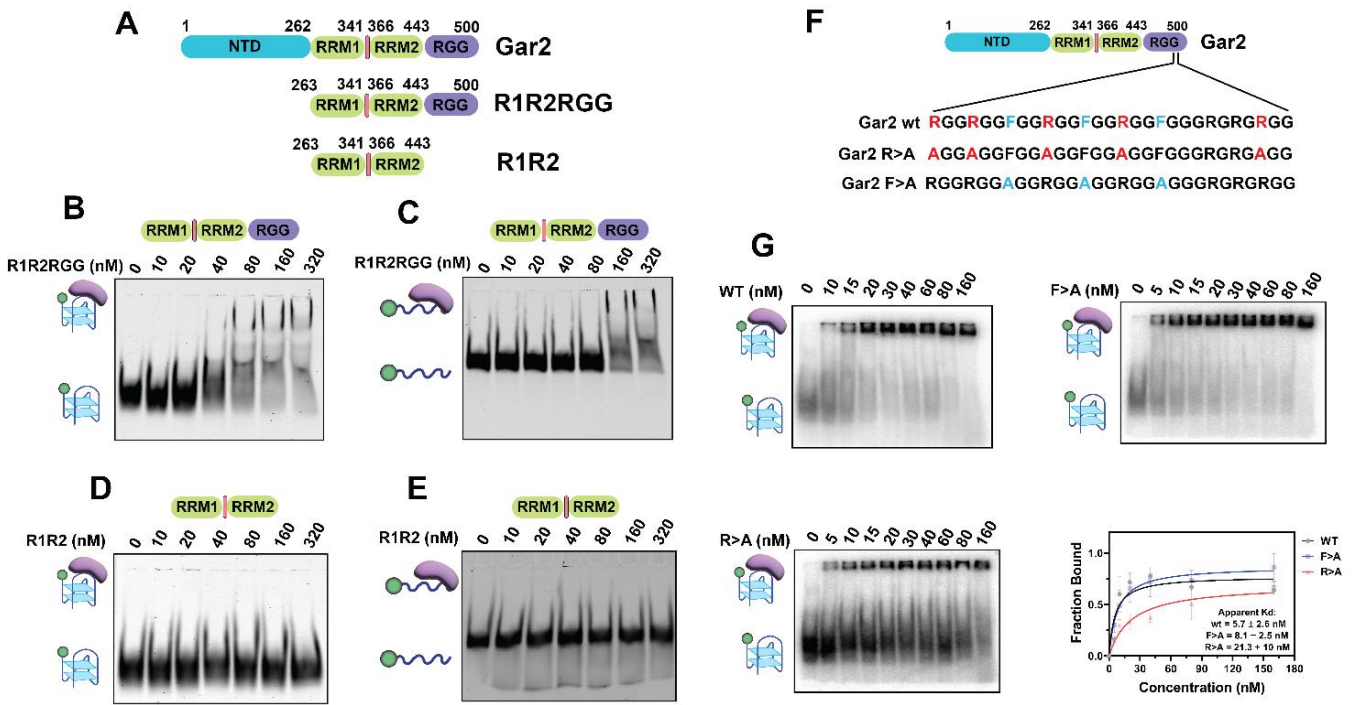 A
1 262 341 366 443 500
NTD RRM1 RRM2 RGG Gar2
263 341 366 443 500
RRM1 RRM2 RGG R1R2RGG
263 341 366 443
RRM1 RRM2 R1R2
B
RRM1 RRM2 RGG
R1R2RGG (nM) 0 10 20 40 80 160 320
C
RRM1 RRM2 RGG
R1R2RGG (nM) 0 10 20 40 80 160 320
D
RRM1 RRM2
R1R2 (nM) 0 10 20 40 80 160 320
E
RRM1 RRM2
R1R2 (nM) 0 10 20 40 80 160 320
F
1 262 341 366 443 500
NTD RRM1 RRM2 RGG Gar2
Gar2 wt RGGRGGFGGRGGFGGRGGFGGGRGRGRGG
Gar2 R>A AGGAGGFGGAGGFGGAGGFGGGRGRGAGG
Gar2 F>A RGGRGGAGGRGGAGGRGGAGGGRGRGRGG
G
WT (nM) 0 10 15 20 30 40 60 80 160
F>A (nM) 0 5 10 15 20 30 40 60 80 160
R>A (nM) 0 5 10 15 20 30 40 60 80 160
Fraction Bound
1.0
0.5
0.0
WT
F>A
R>A
Apparent Kd:
wt = 5.7 ± 2.6 nM
F>A = 8.1 – 2.5 nM
R>A = 21.3 + 10 nM
0 30 60 90 120 150 180
Concentration (nM)